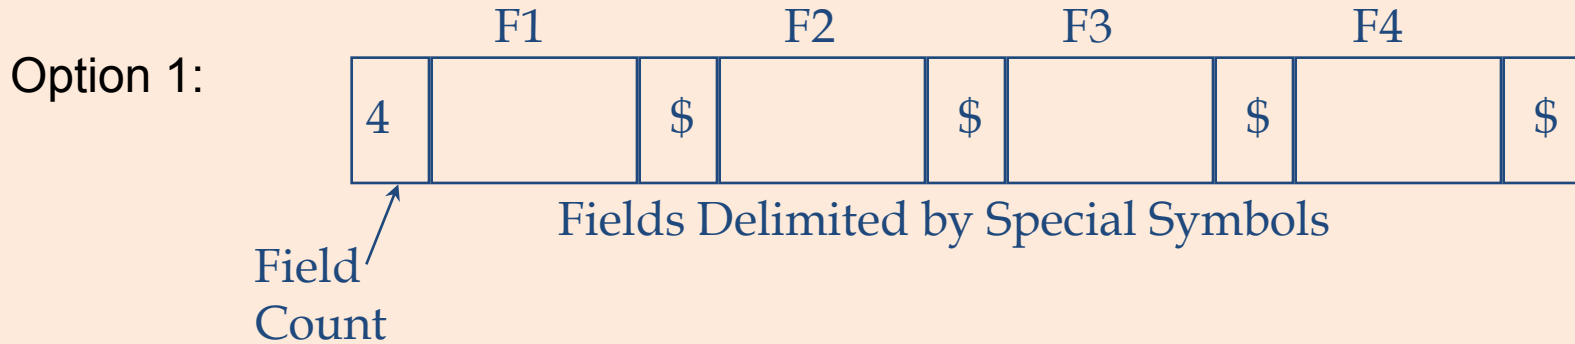 F1 F2 F3 F4
Option 1:
4 $ $ $ $
Fields Delimited by Special Symbols
Field
Count